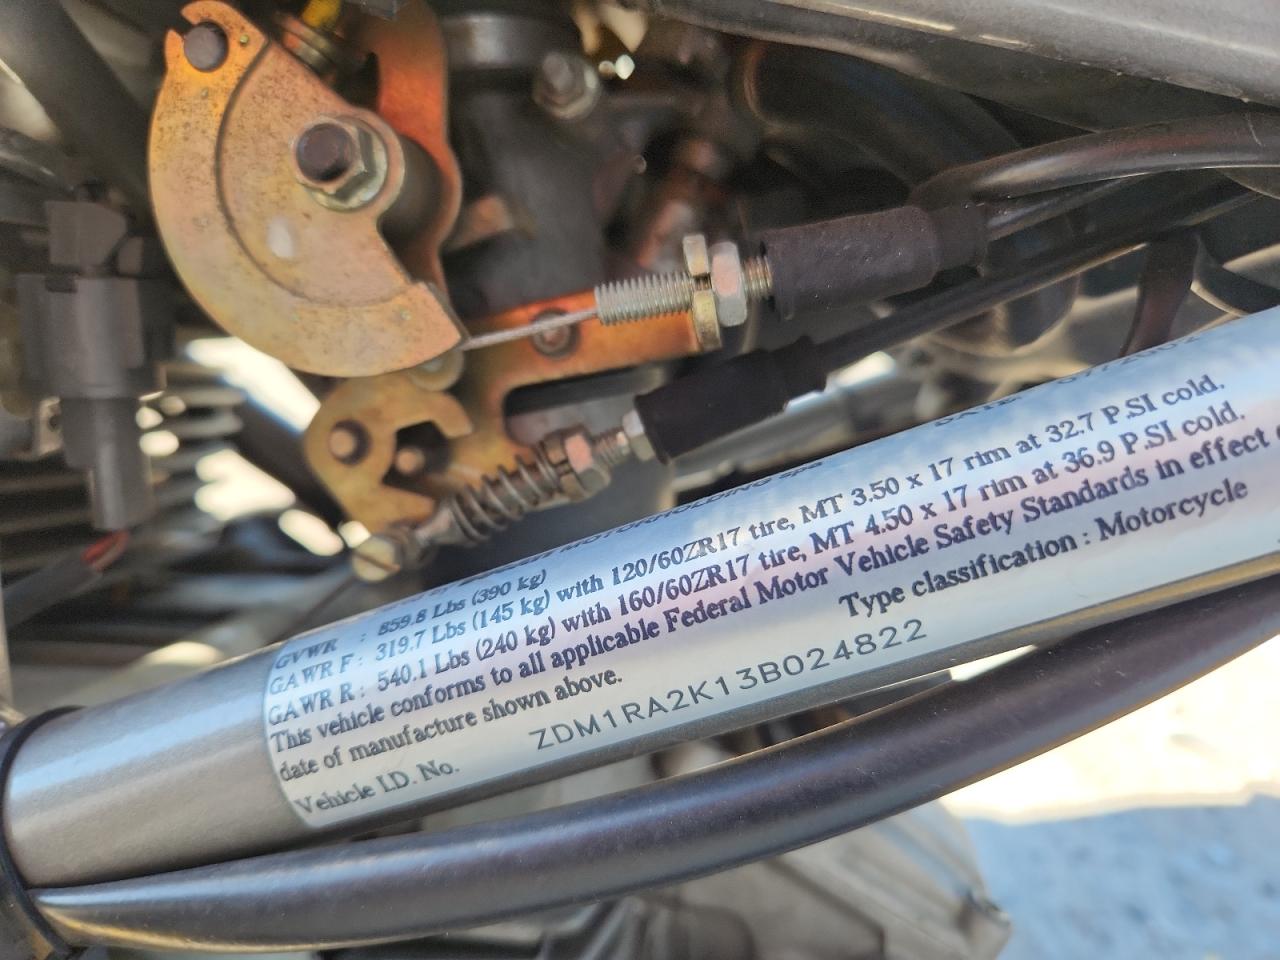 MOTORHOLDING spa
GVWR : 859.8 Lbs (390 kg)
GAWR F : 319.7 Lbs (145 kg) with 120/60ZR17 tire, MT 3.50 x 17 rim at 32.7 P.SI cold.
GAWR R : 540.1 Lbs (240 kg) with 160/60ZR17 tire, MT 4.50 x 17 rim at 36.9 P.SI cold.
This vehicle conforms to all applicable Federal Motor Vehicle Safety Standards in effect
date of manufacture shown above.
Type classification : Motorcycle
Vehicle I.D. No. ZDM1RA2K13B024822